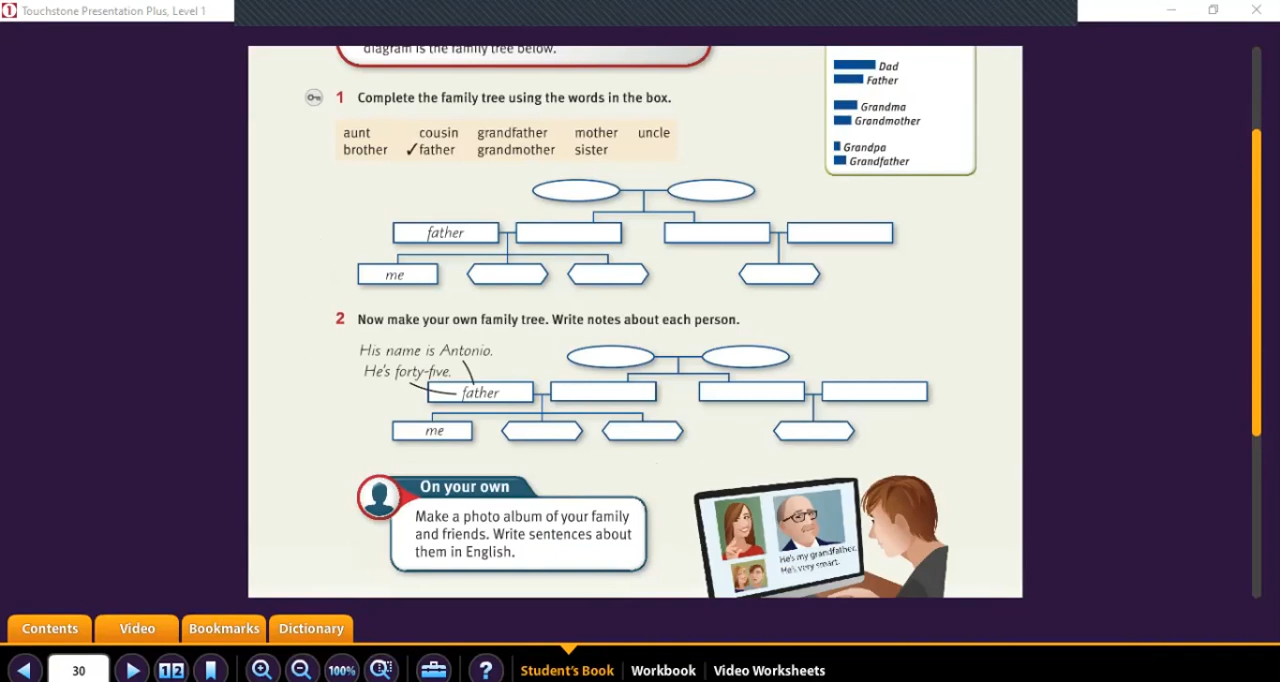 Touchstone Presentation Plus, Level 1
diagram is the family tree below.
Dad
Father
Grandma
Grandmother
Grandpa
Grandfather
1 Complete the family tree using the words in the box.
aunt cousin grandfather mother uncle
brother ✓father grandmother sister
father
me
2 Now make your own family tree. Write notes about each person.
His name is Antonio.
He's forty-five.
father
me
On your own
Make a photo album of your family
and friends. Write sentences about
them in English.
He's my grandfather.
He's very smart.
Contents Video Bookmarks Dictionary
30 1 2 100% ? Student's Book Workbook Video Worksheets